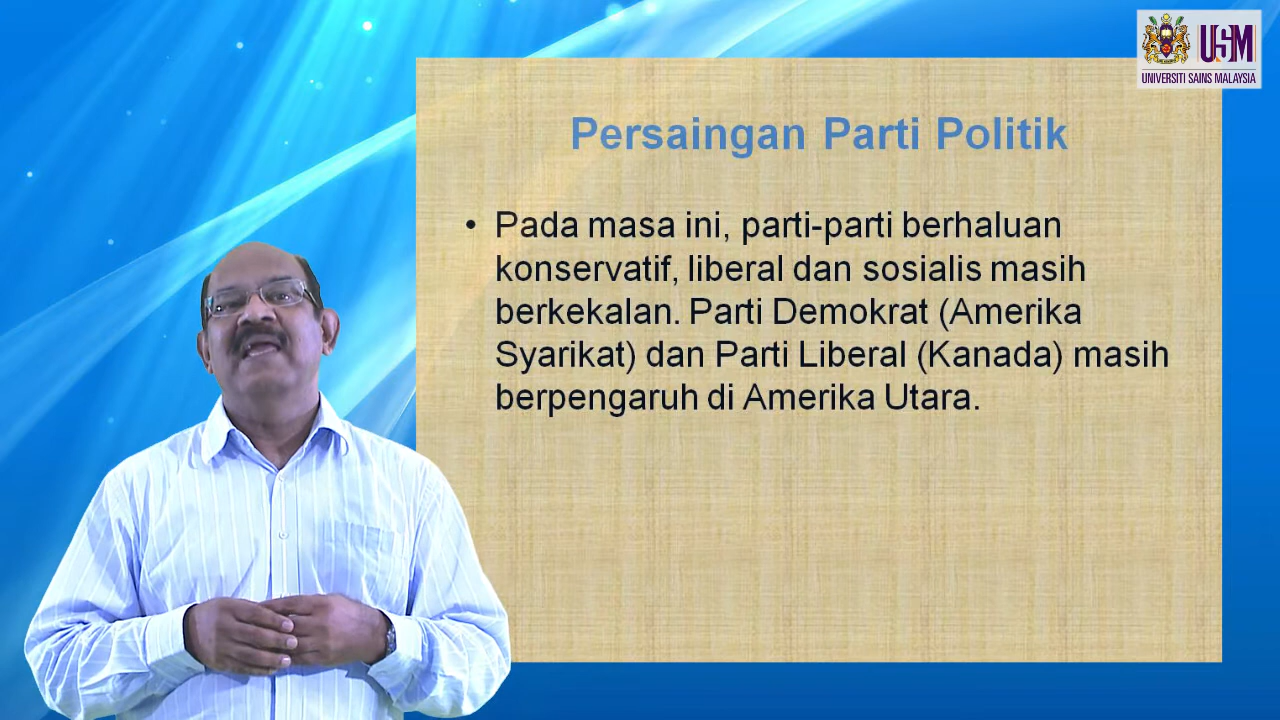 USM
UNIVERSITI SAINS MALAYSIA
Persaingan Parti Politik
• Pada masa ini, parti-parti berhaluan
konservatif, liberal dan sosialis masih
berkekalan. Parti Demokrat (Amerika
Syarikat) dan Parti Liberal (Kanada) masih
berpengaruh di Amerika Utara.